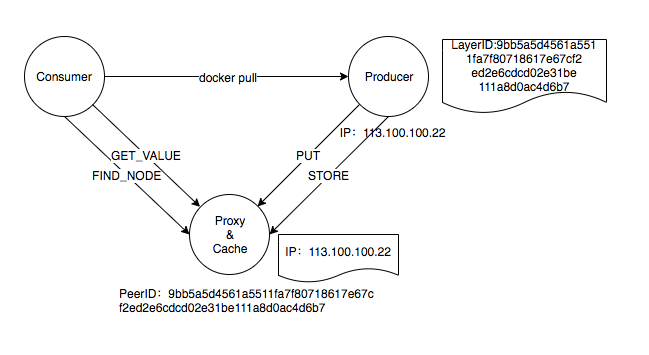 LayerID:9bb5a5d4561a551
1fa7f80718617e67cf2
ed2e6cdcd02e31be
111a8d0ac4d6b7
Consumer
docker pull
Producer
IP：113.100.100.22
GET_VALUE
PUT
FIND_NODE
STORE
Proxy
&
Cache
IP：113.100.100.22
PeerID：9bb5a5d4561a5511fa7f80718617e67c
f2ed2e6cdcd02e31be111a8d0ac4d6b7